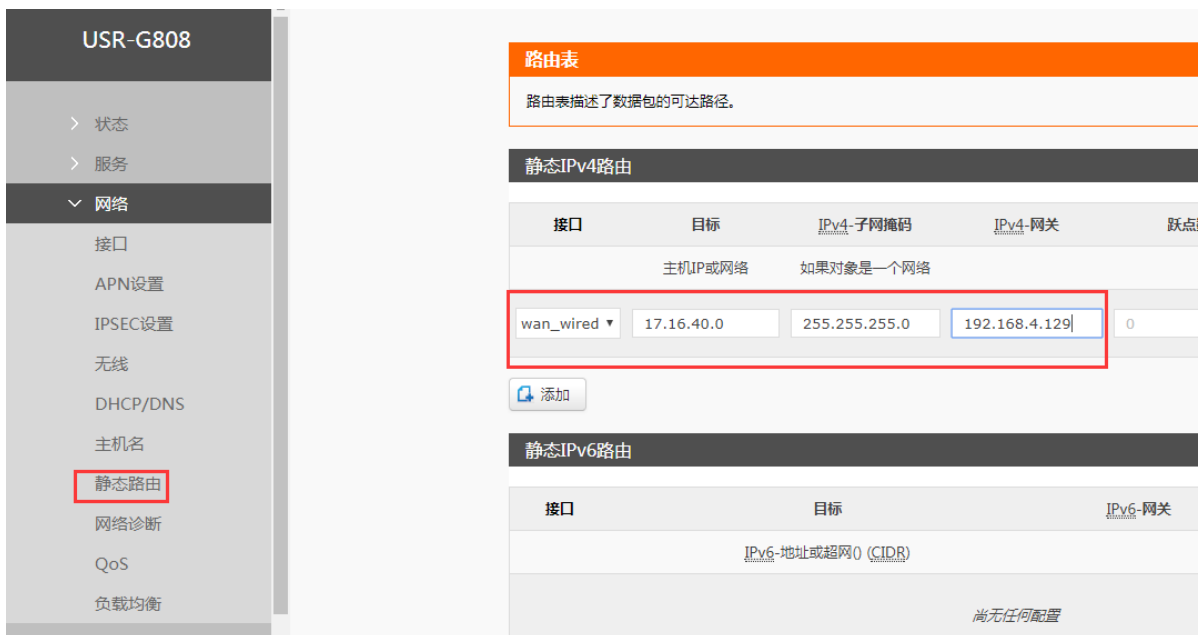 USR-G808
状态
服务
网络
接口
APN设置
IPSEC设置
无线
DHCP/DNS
主机名
静态路由
网络诊断
QoS
负载均衡
路由表
路由表描述了数据包的可达路径。
静态IPv4路由
接口 目标 IPv4-子网掩码 IPv4-网关 跃点
主机IP或网络 如果对象是一个网络
wan_wired 17.16.40.0 255.255.255.0 192.168.4.129 0
添加
静态IPv6路由
接口 目标 IPv6-网关
IPv6-地址或超网() (CIDR)
尚无任何配置